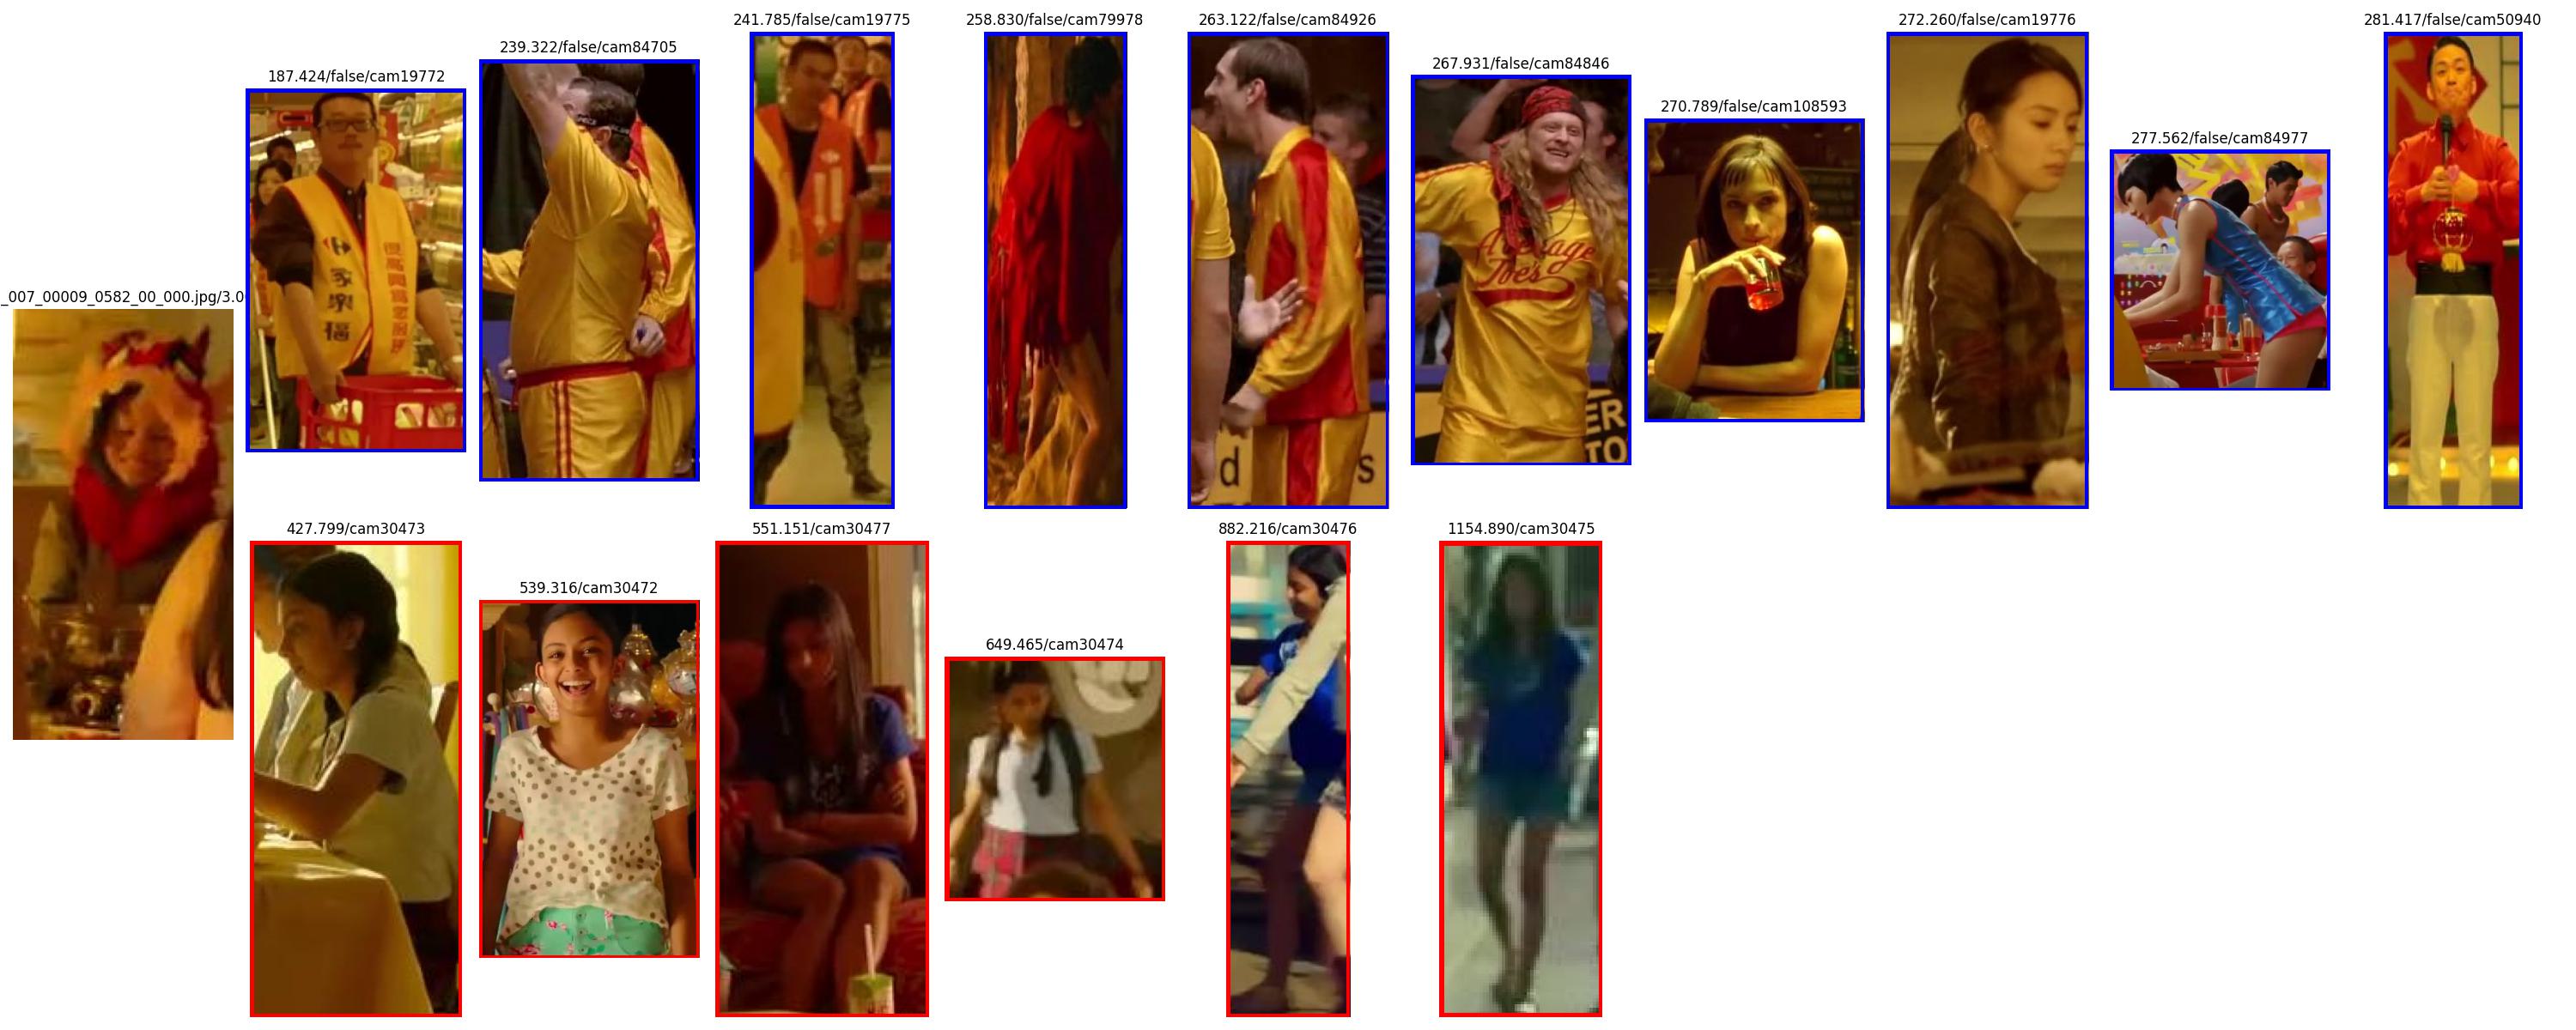 241.785/false/cam19775
258.830/false/cam79978
263.122/false/cam84926
272.260/false/cam19776
281.417/false/cam50940
239.322/false/cam84705
267.931/false/cam84846
187.424/false/cam19772
270.789/false/cam108593
277.562/false/cam84977
_007_00009_0582_00_000.jpg/3.0
家樂福
Average
Joe's
ER
TO
d
s
427.799/cam30473
551.151/cam30477
882.216/cam30476
1154.890/cam30475
539.316/cam30472
649.465/cam30474